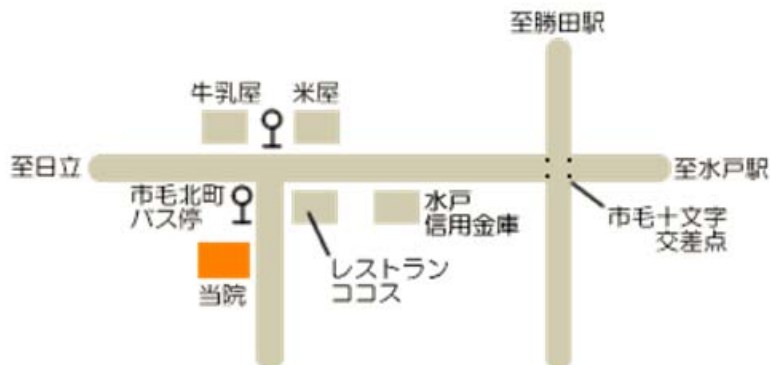 至勝田駅
牛乳屋
米屋
至日立
至水戸駅
市毛北町
バス停
水戸
信用金庫
市毛十文字
交差点
レストラン
ココス
当院